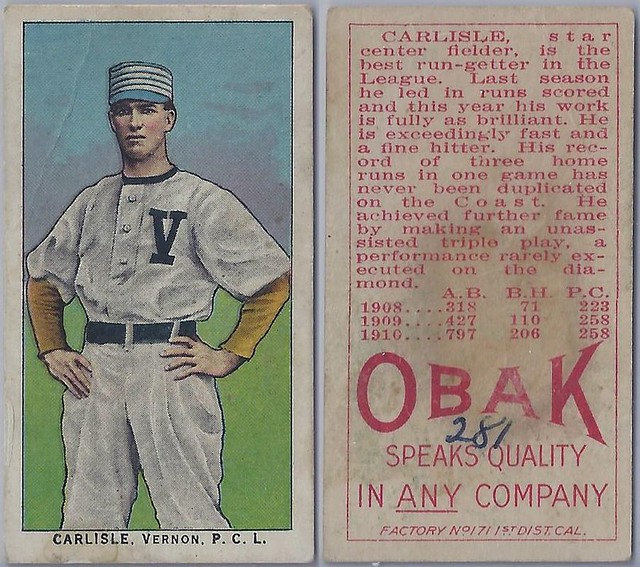 V
CARLISLE, VERNON, P. C. L.
CARLISLE, star
center fielder, is the
best run-getter in the
League. Last season
he led in runs scored
and this year his work
is fully as brilliant. He
is exceedingly fast and
a fine hitter. His rec-
ord of three home
runs in one game has
never been duplicated
on the Coast. He
achieved further fame
by making an unas-
sisted triple play, a
performance rarely ex-
ecuted on the dia-
mond.
A.B. B.H. P.C.
1908....318 71 223
1909....427 110 258
1910....797 206 258
OBAK
281
SPEAKS QUALITY
IN ANY COMPANY
FACTORY NO171 1ST DIST. CAL.